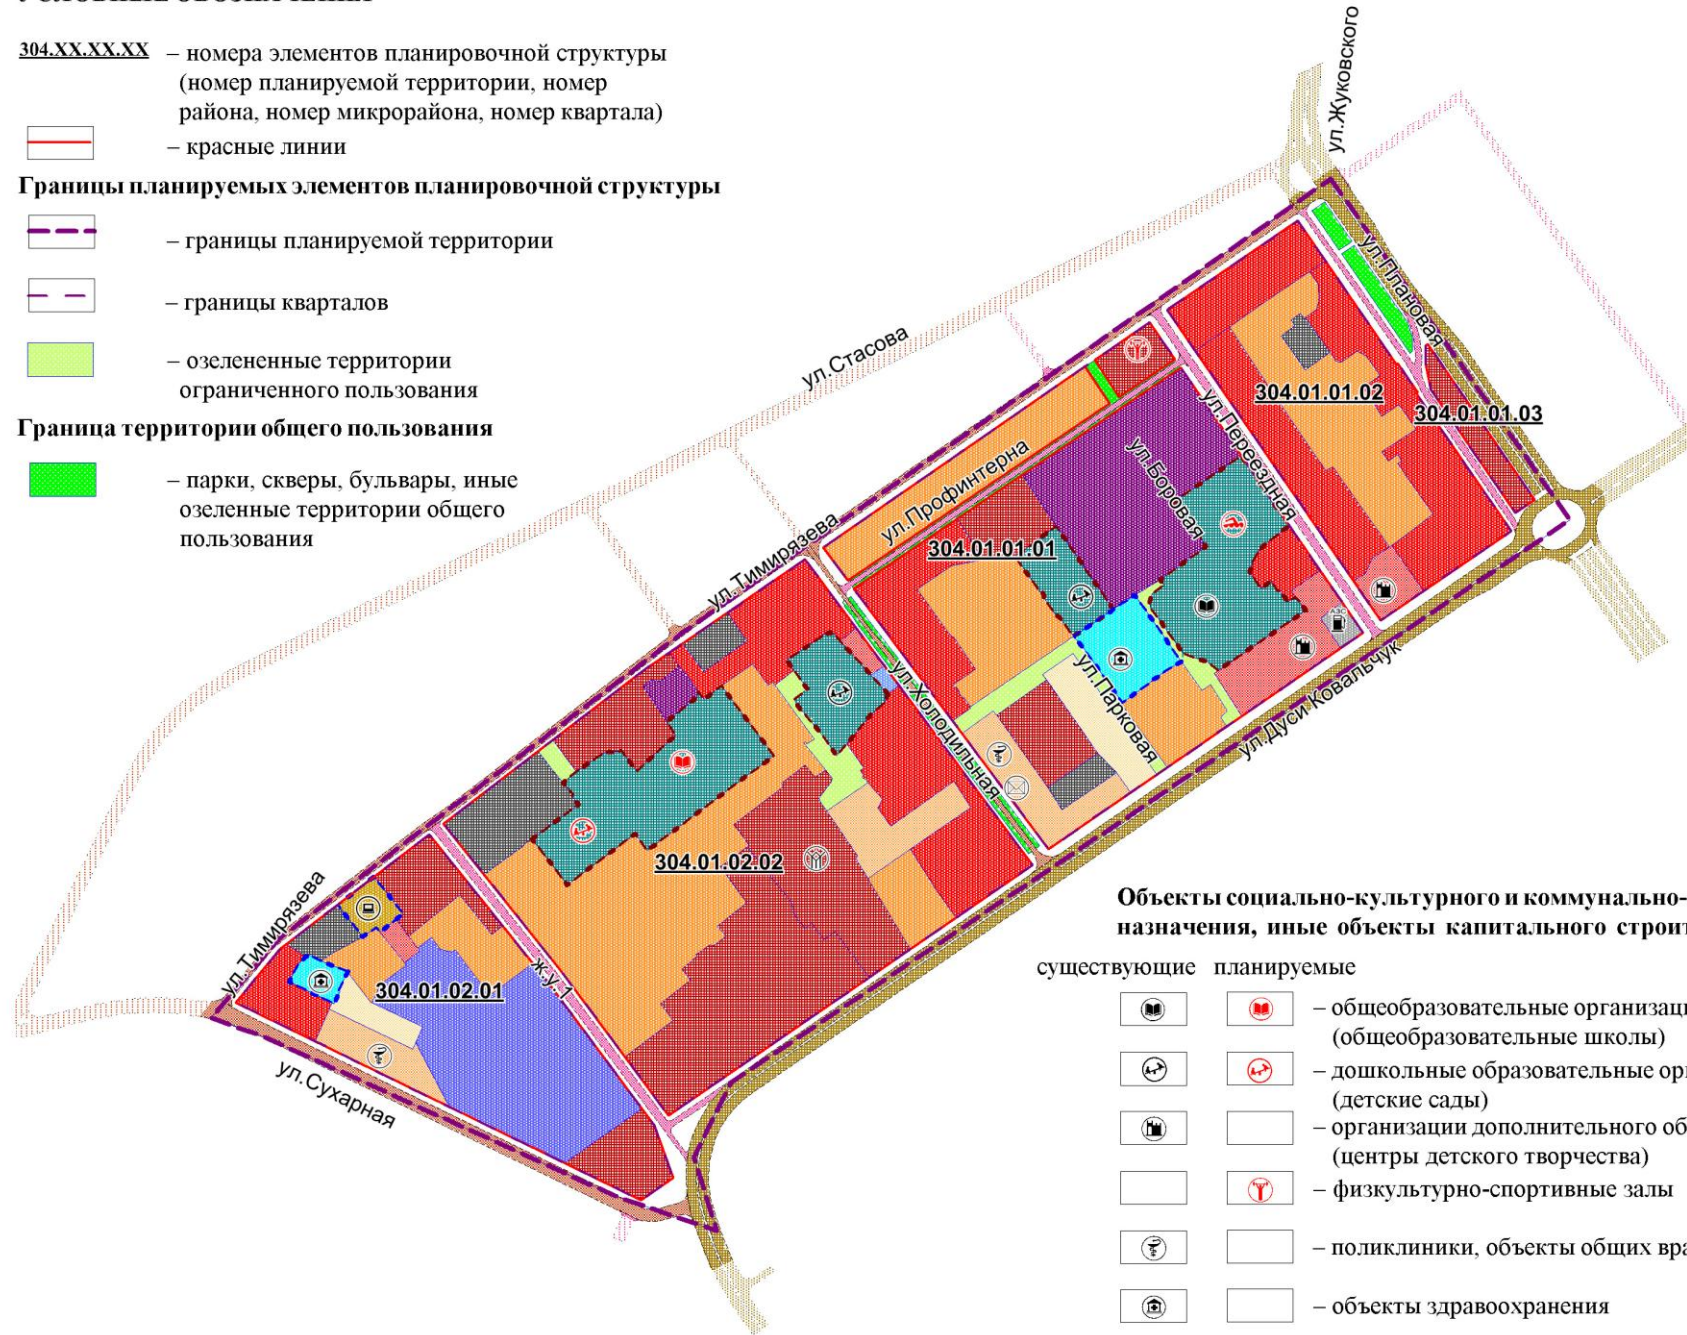 304.XX.XX.XX – номера элементов планировочной структуры
(номер планируемой территории, номер
района, номер микрорайона, номер квартала)
– красные линии
Границы планируемых элементов планировочной структуры
– границы планируемой территории
– границы кварталов
– озелененные территории
ограниченного пользования
Граница территории общего пользования
– парки, скверы, бульвары, иные
озеленные территории общего
пользования
ул.Жуковского
ул.Плановая
ул.Стасова
304.01.01.02
304.01.01.03
ул.Переездная
ул.Профинтерна
ул.Боровая
304.01.01.01
ул.Тимирязева
АЗС
ул.Холодильная
ул.Парковая
ул.Дуси Ковальчук
304.01.02.02
ул.Тимирязева
304.01.02.01
ж.у.1
ул.Сухарная
Объекты социально-культурного и коммунально-
назначения, иные объекты капитального строит
существующие планируемые
– общеобразовательные организац
(общеобразовательные школы)
– дошкольные образовательные ор
(детские сады)
– организации дополнительного об
(центры детского творчества)
– физкультурно-спортивные залы
– поликлиники, объекты общих вра
– объекты здравоохранения